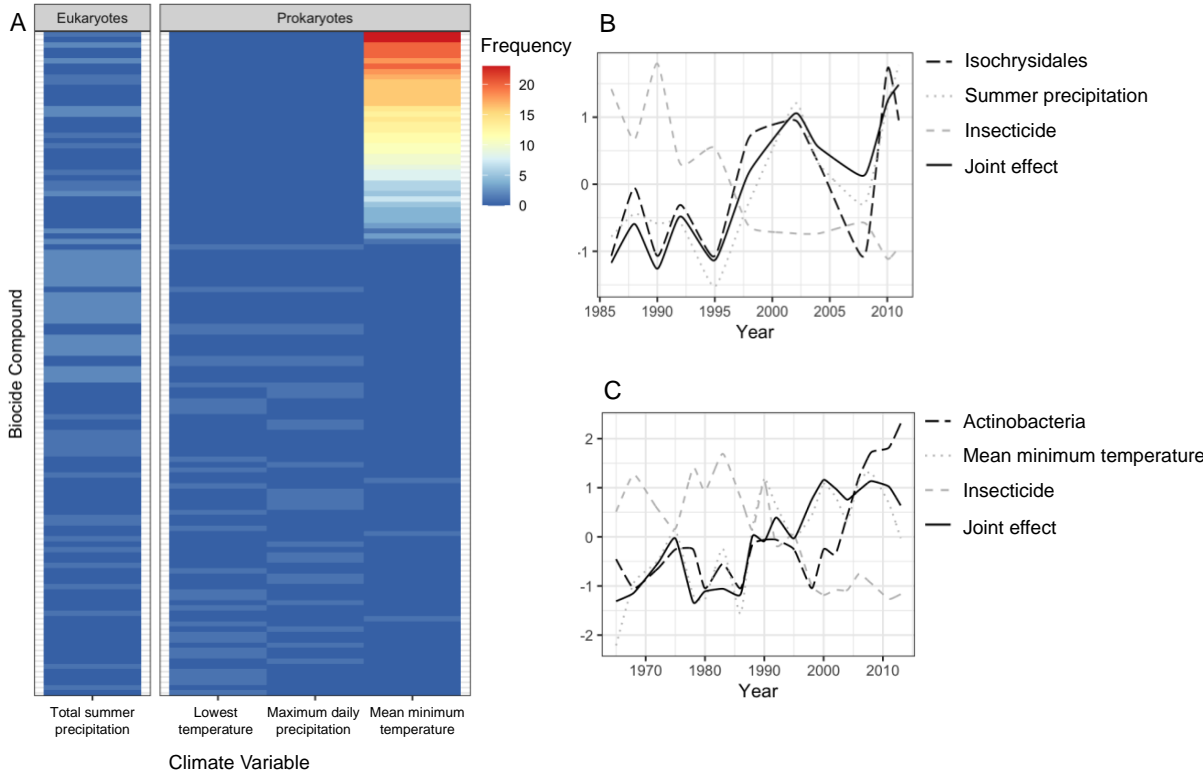 A
Eukaryotes
Prokaryotes
Biocide Compound
Total summer
precipitation
Lowest
temperature
Maximum daily
precipitation
Mean minimum
temperature
Climate Variable
Frequency
20
15
10
5
0
B
1
0
-1
1985
1990
1995
2000
2005
2010
Year
Isochrysidales
Summer precipitation
Insecticide
Joint effect
C
2
1
0
-1
-2
1970
1980
1990
2000
2010
Year
Actinobacteria
Mean minimum temperature
Insecticide
Joint effect